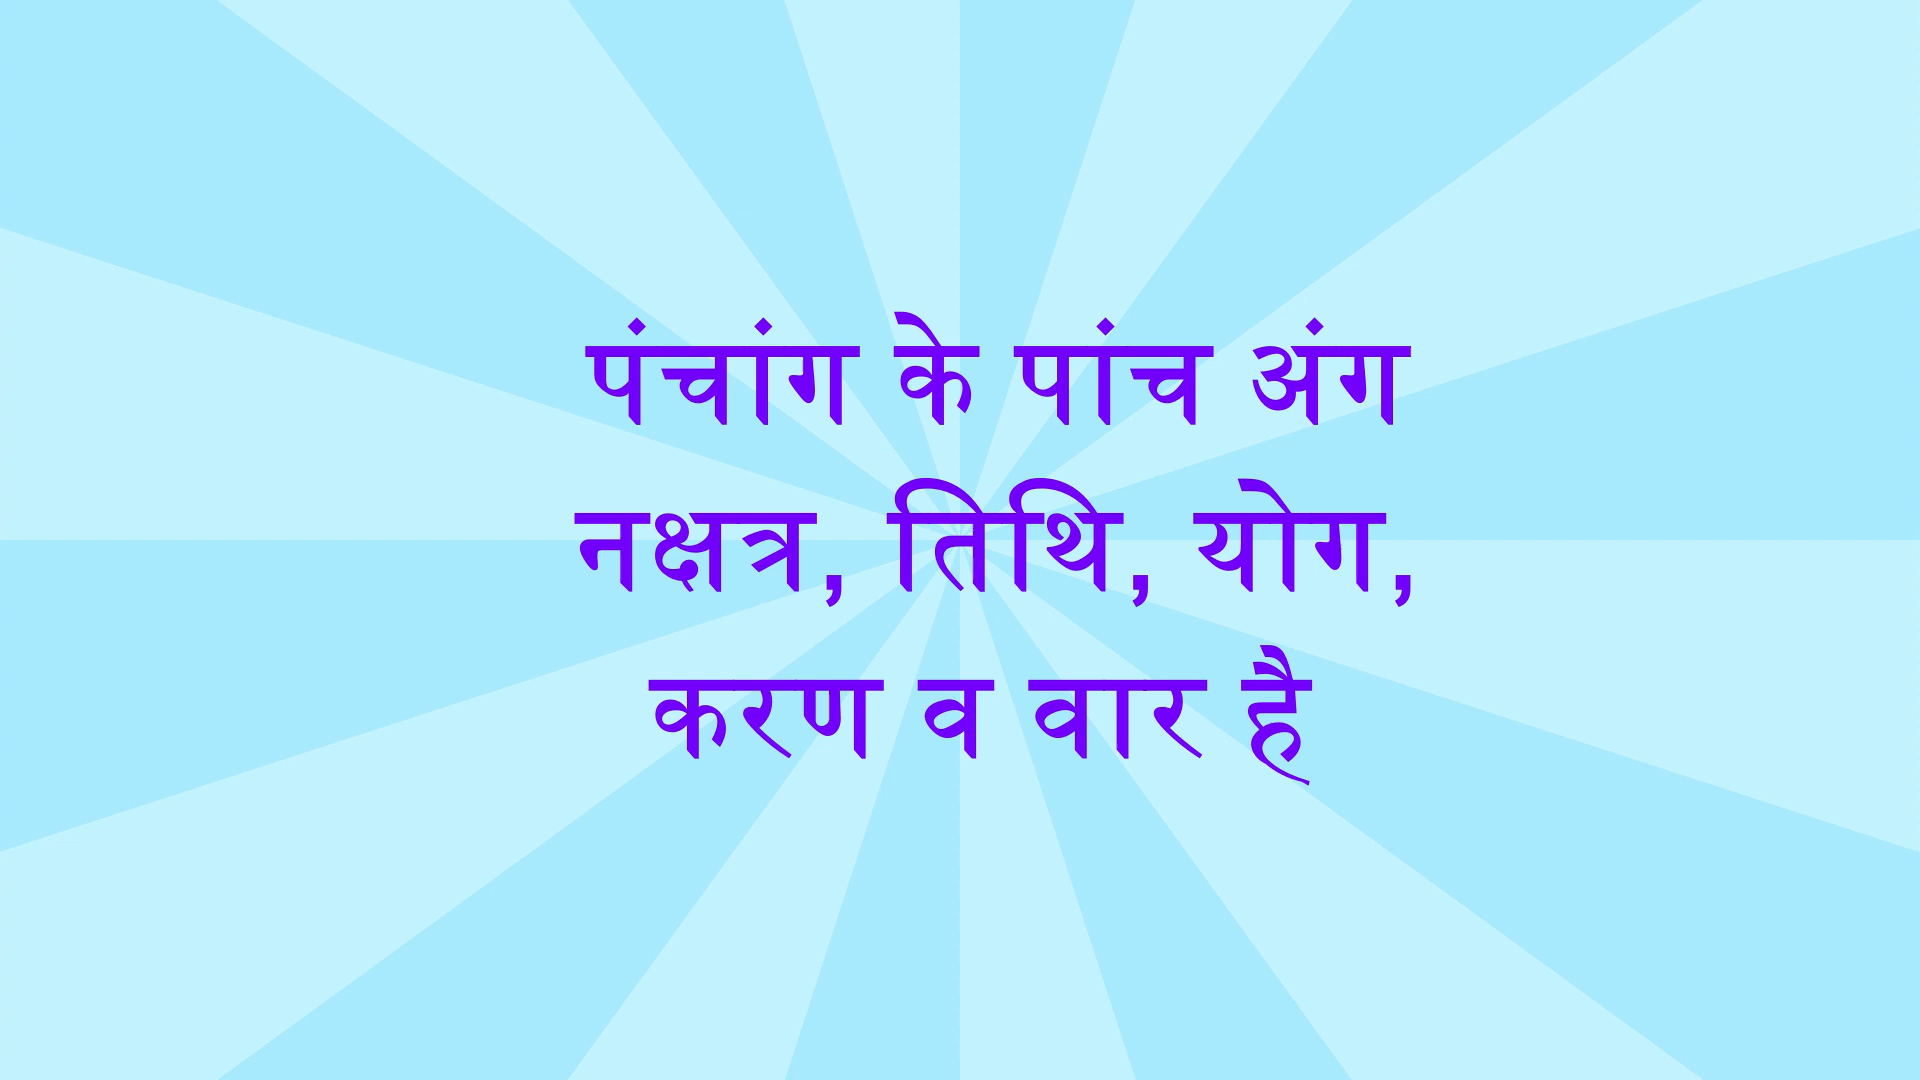 पंचांग के पांच अंग
नक्षत्र, तिथि, योग,
करण व वार है